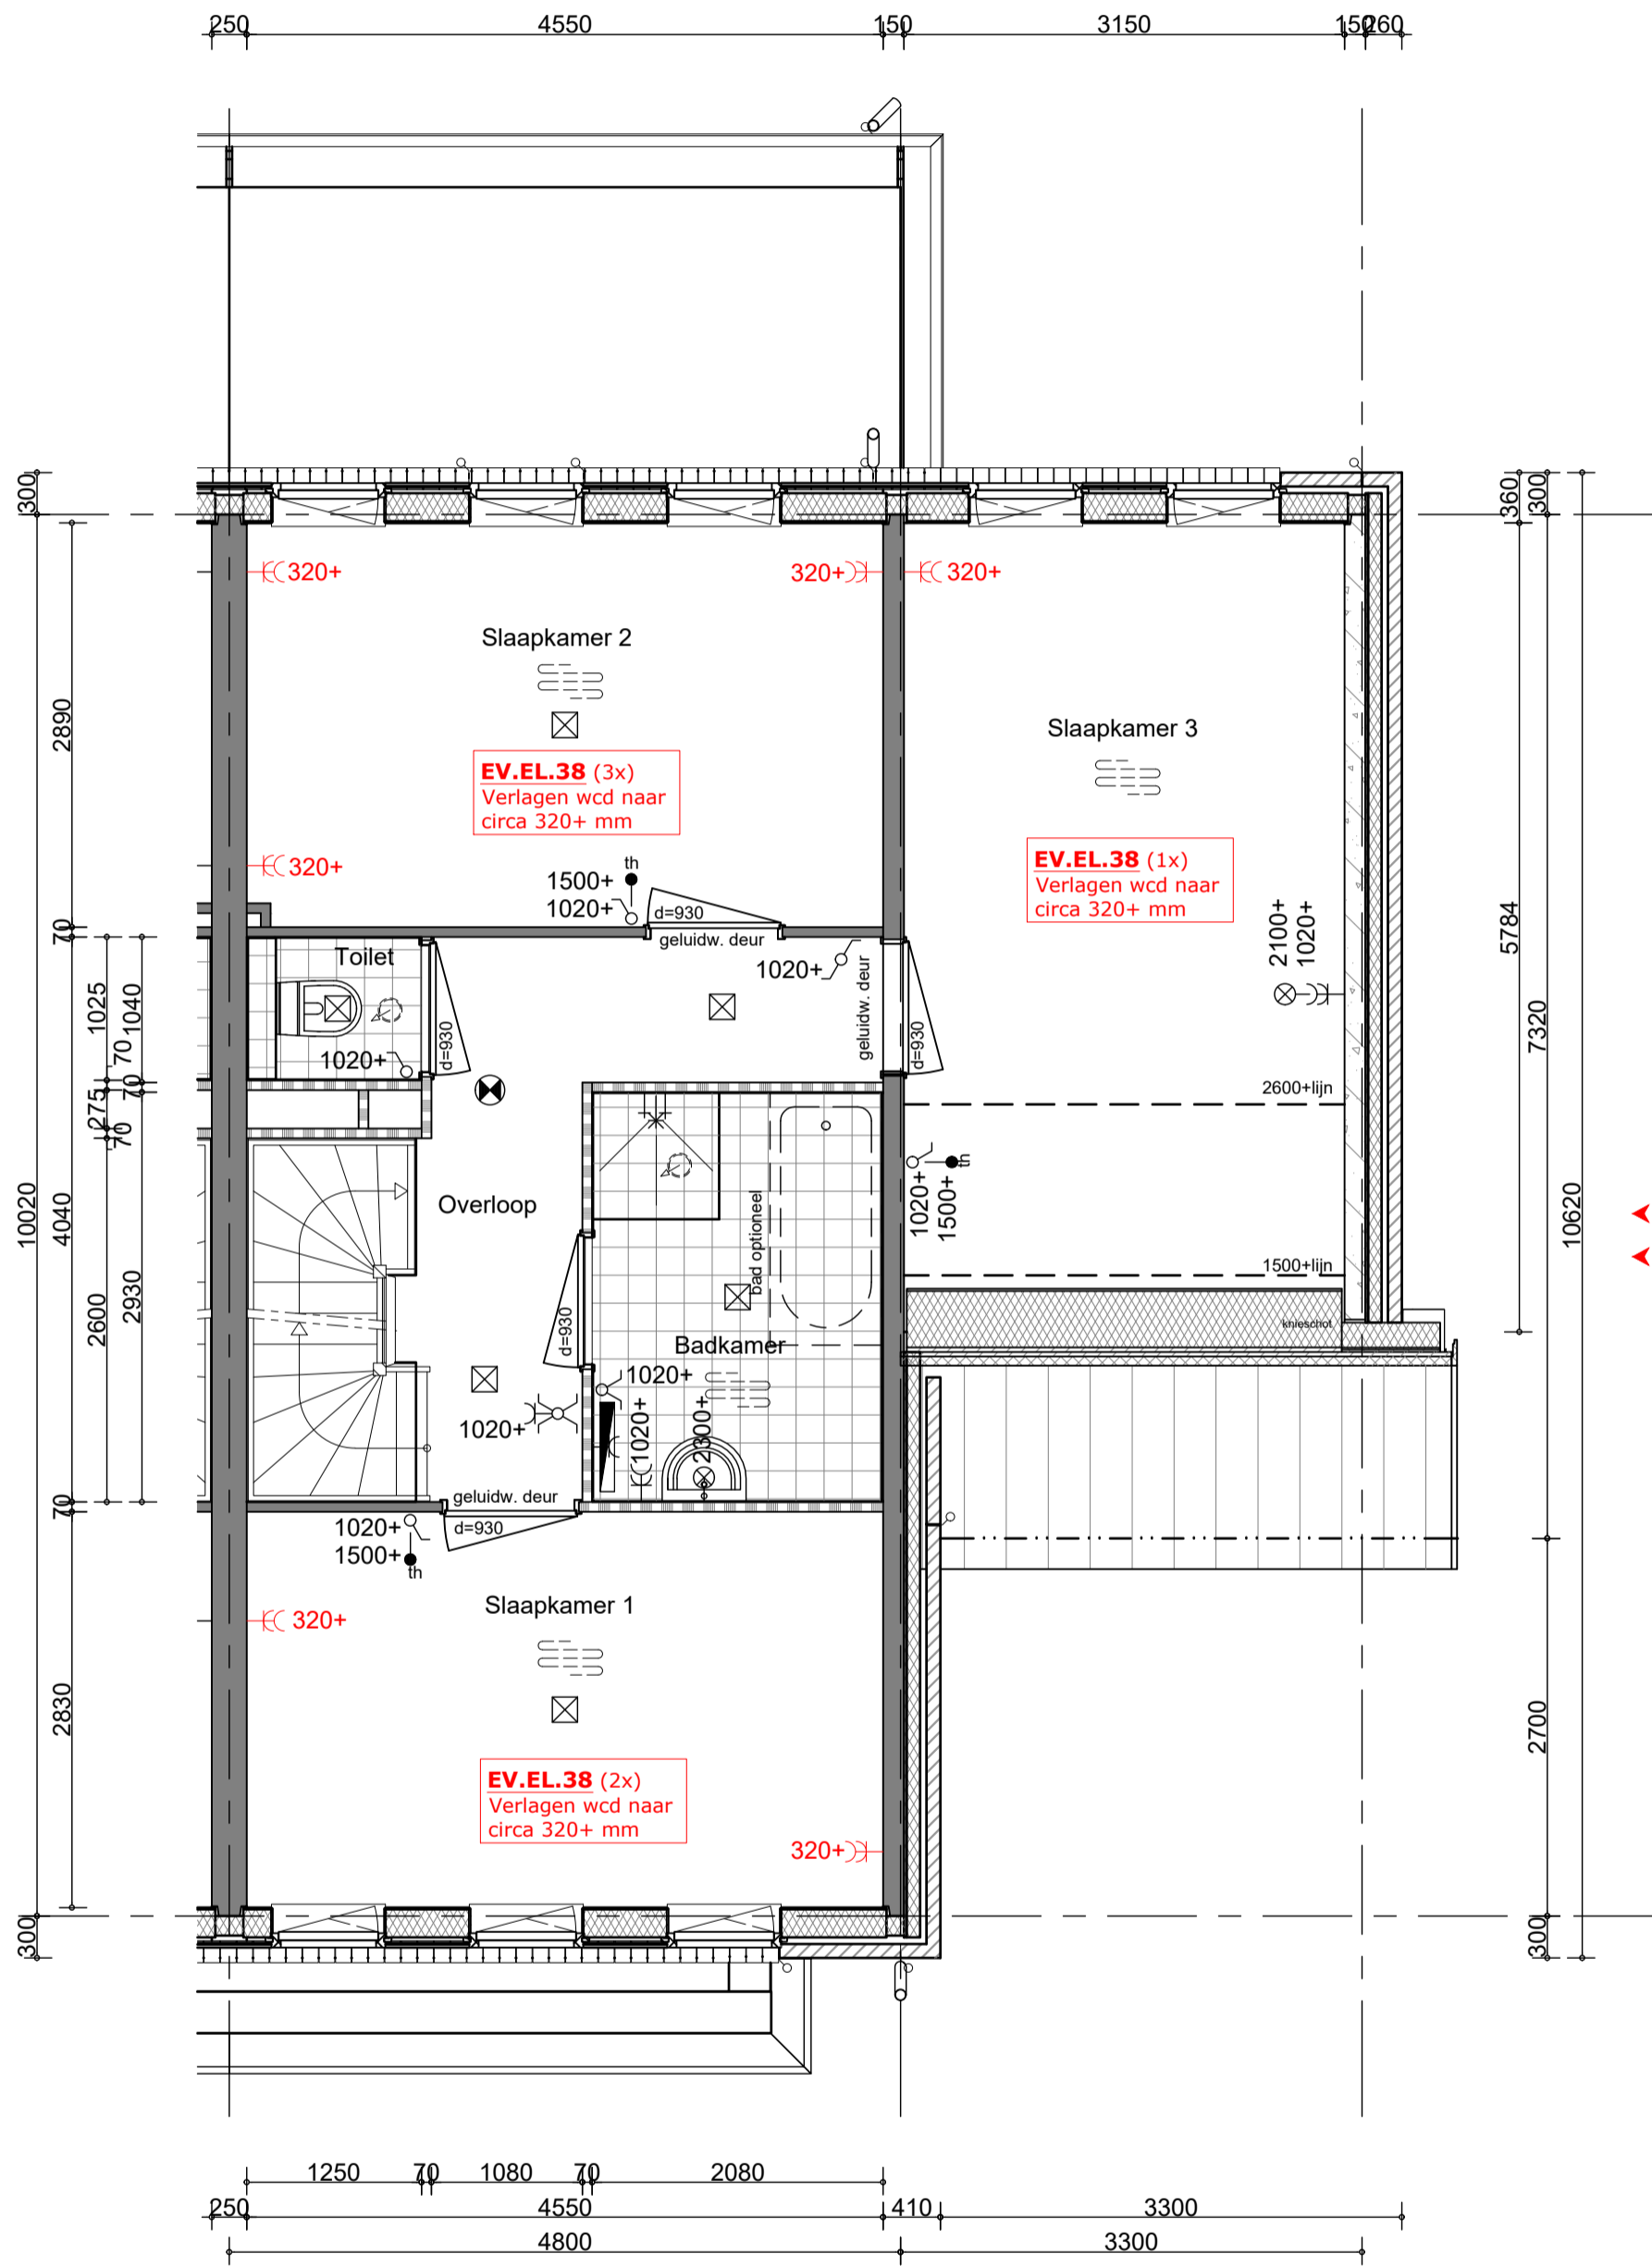 250 4550 150 3150 150 260
300
360
300
320+ 320+ 320+
Slaapkamer 2
2890
Slaapkamer 3
EV.EL.38 (3x)
Verlagen wcd naar
circa 320+ mm
EV.EL.38 (1x)
Verlagen wcd naar
circa 320+ mm
320+
th
1500+
1020+
d=930
geluidw. deur
70
Toilet
1020+
geluidw. deur
d=930
d=930
1020+
2100+
1020+
5784
7320
1025
1040
70
70
275
70
2600+lijn
10020
4040
2600
2930
Overloop
bad optioneel
1020+
1500+
th
10620
1500+lijn
knieschot
d=930
Badkamer
1020+
1020+
1020+
2300+
70
geluidw. deur
d=930
1020+
1500+
th
Slaapkamer 1
320+
2830
2700
EV.EL.38 (2x)
Verlagen wcd naar
circa 320+ mm
320+
300
300
1250 70 1080 70 2080
250 4550 410 3300
4800 3300